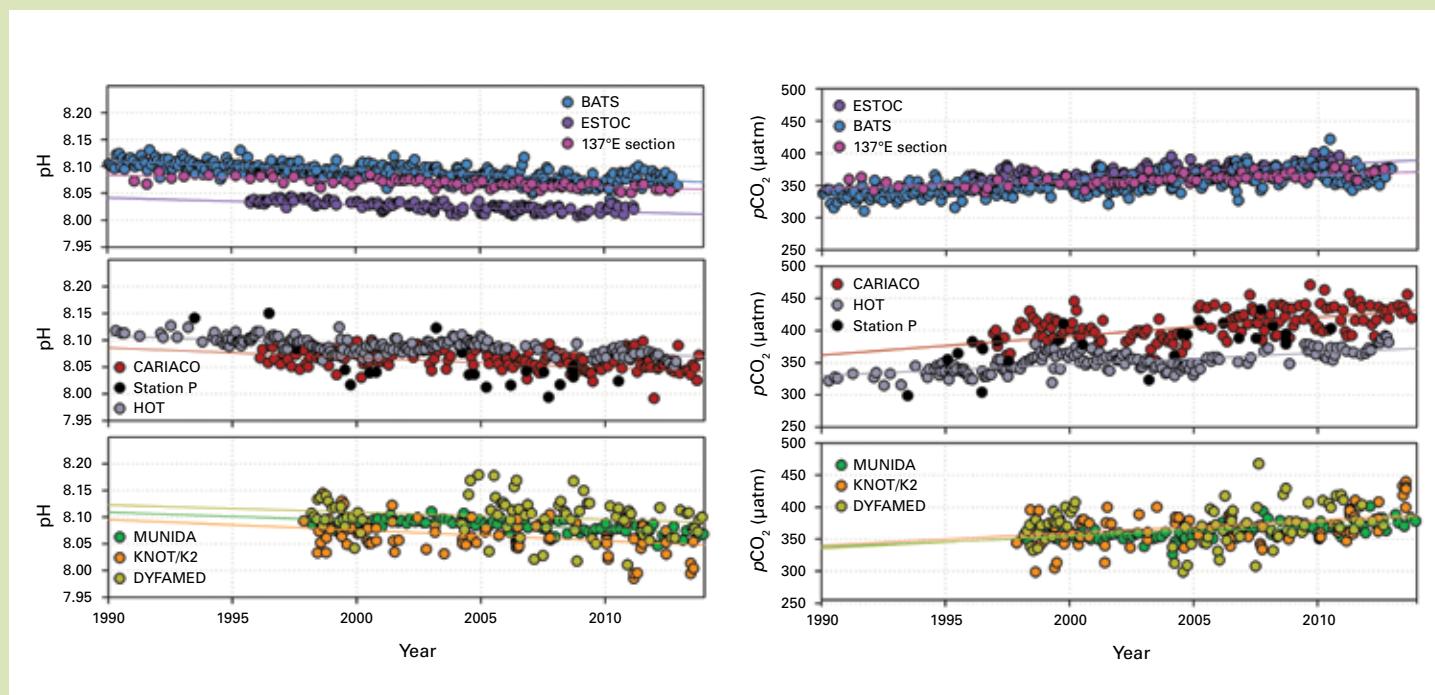 8.20
8.15
8.10
8.05
8.00
7.95
pH
BATS
ESTOC
137°E section
8.20
8.15
8.10
8.05
8.00
7.95
pH
CARIACO
Station P
HOT
8.20
8.15
8.10
8.05
8.00
7.95
pH
MUNIDA
KNOT/K2
DYFAMED
1990 1995 2000 2005 2010
Year
500
450
400
350
300
250
pCO₂ (µatm)
ESTOC
BATS
137°E section
500
450
400
350
300
250
pCO₂ (µatm)
CARIACO
HOT
Station P
500
450
400
350
300
250
pCO₂ (µatm)
MUNIDA
KNOT/K2
DYFAMED
1990 1995 2000 2005 2010
Year